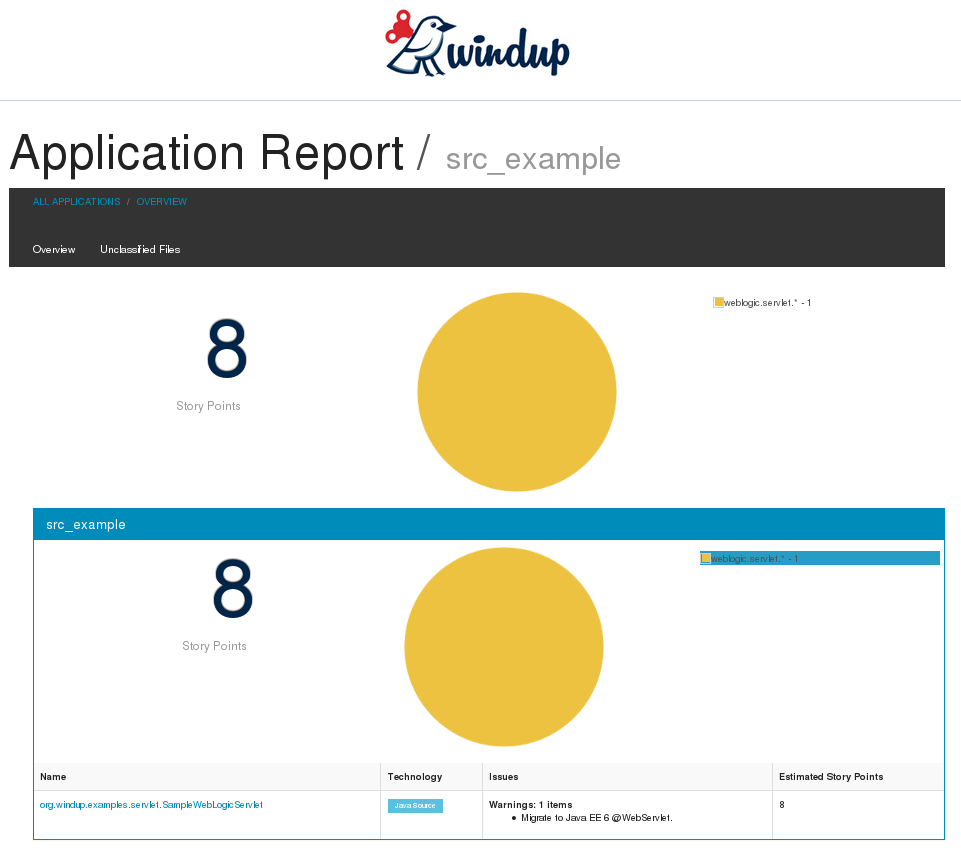 windup
Application Report / src_example
ALL APPLICATIONS / OVERVIEW
Overview Unclassified Files
weblogic.servlet.* - 1
8
Story Points
src_example
weblogic.servlet.* - 1
8
Story Points
Name Technology Issues Estimated Story Points
org.windup.examples.servlet.SampleWebLogicServlet Java Source Warnings: 1 items 8
• Migrate to Java EE 6 @WebServlet.